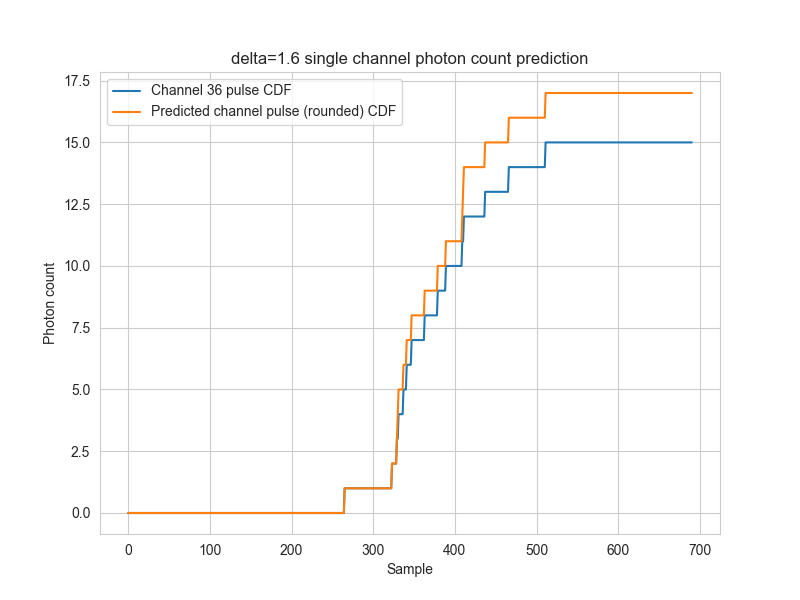 delta=1.6 single channel photon count prediction
Channel 36 pulse CDF
Predicted channel pulse (rounded) CDF
17.5
15.0
12.5
10.0
7.5
5.0
2.5
0.0
Photon count
0 100 200 300 400 500 600 700
Sample